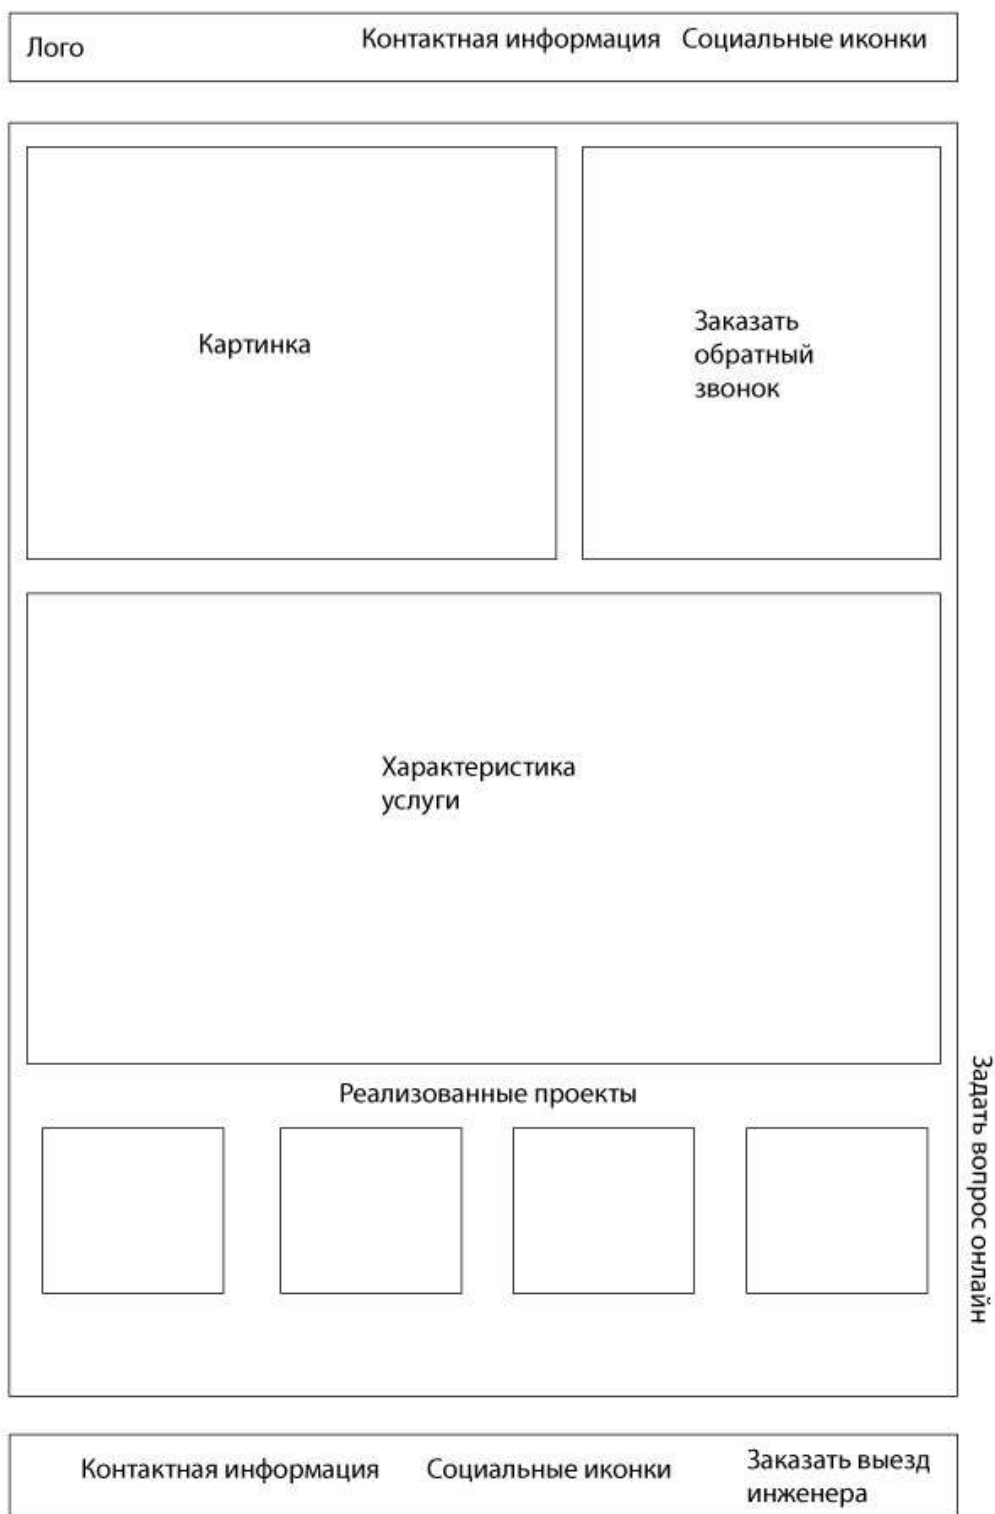 Лого
Контактная информация
Социальные иконки
Картинка
Заказать
обратный
звонок
Характеристика
услуги
Реализованные проекты
Задать вопрос онлайн
Контактная информация
Социальные иконки
Заказать выезд
инженера